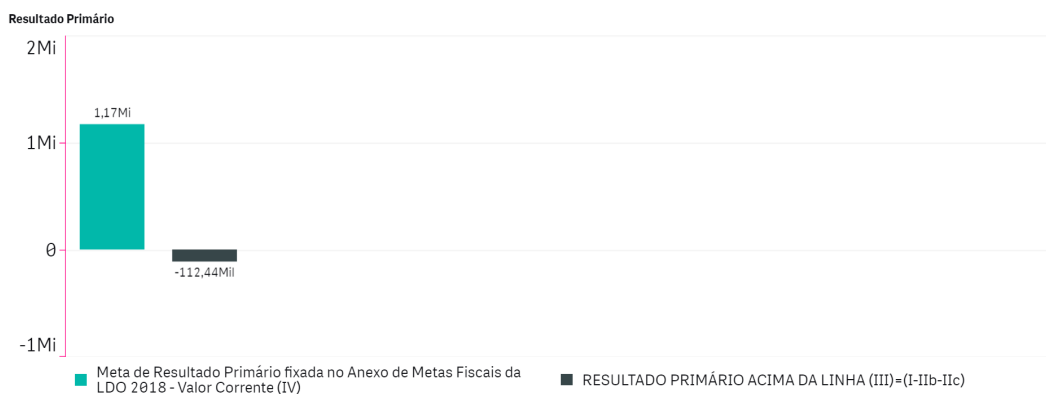 Resultado Primário
2Mi
1,17Mi
1Mi
0
-112,44Mil
-1Mi
Meta de Resultado Primário fixada no Anexo de Metas Fiscais da
LDO 2018 - Valor Corrente (IV)
RESULTADO PRIMÁRIO ACIMA DA LINHA (III)=(I-IIb-IIc)